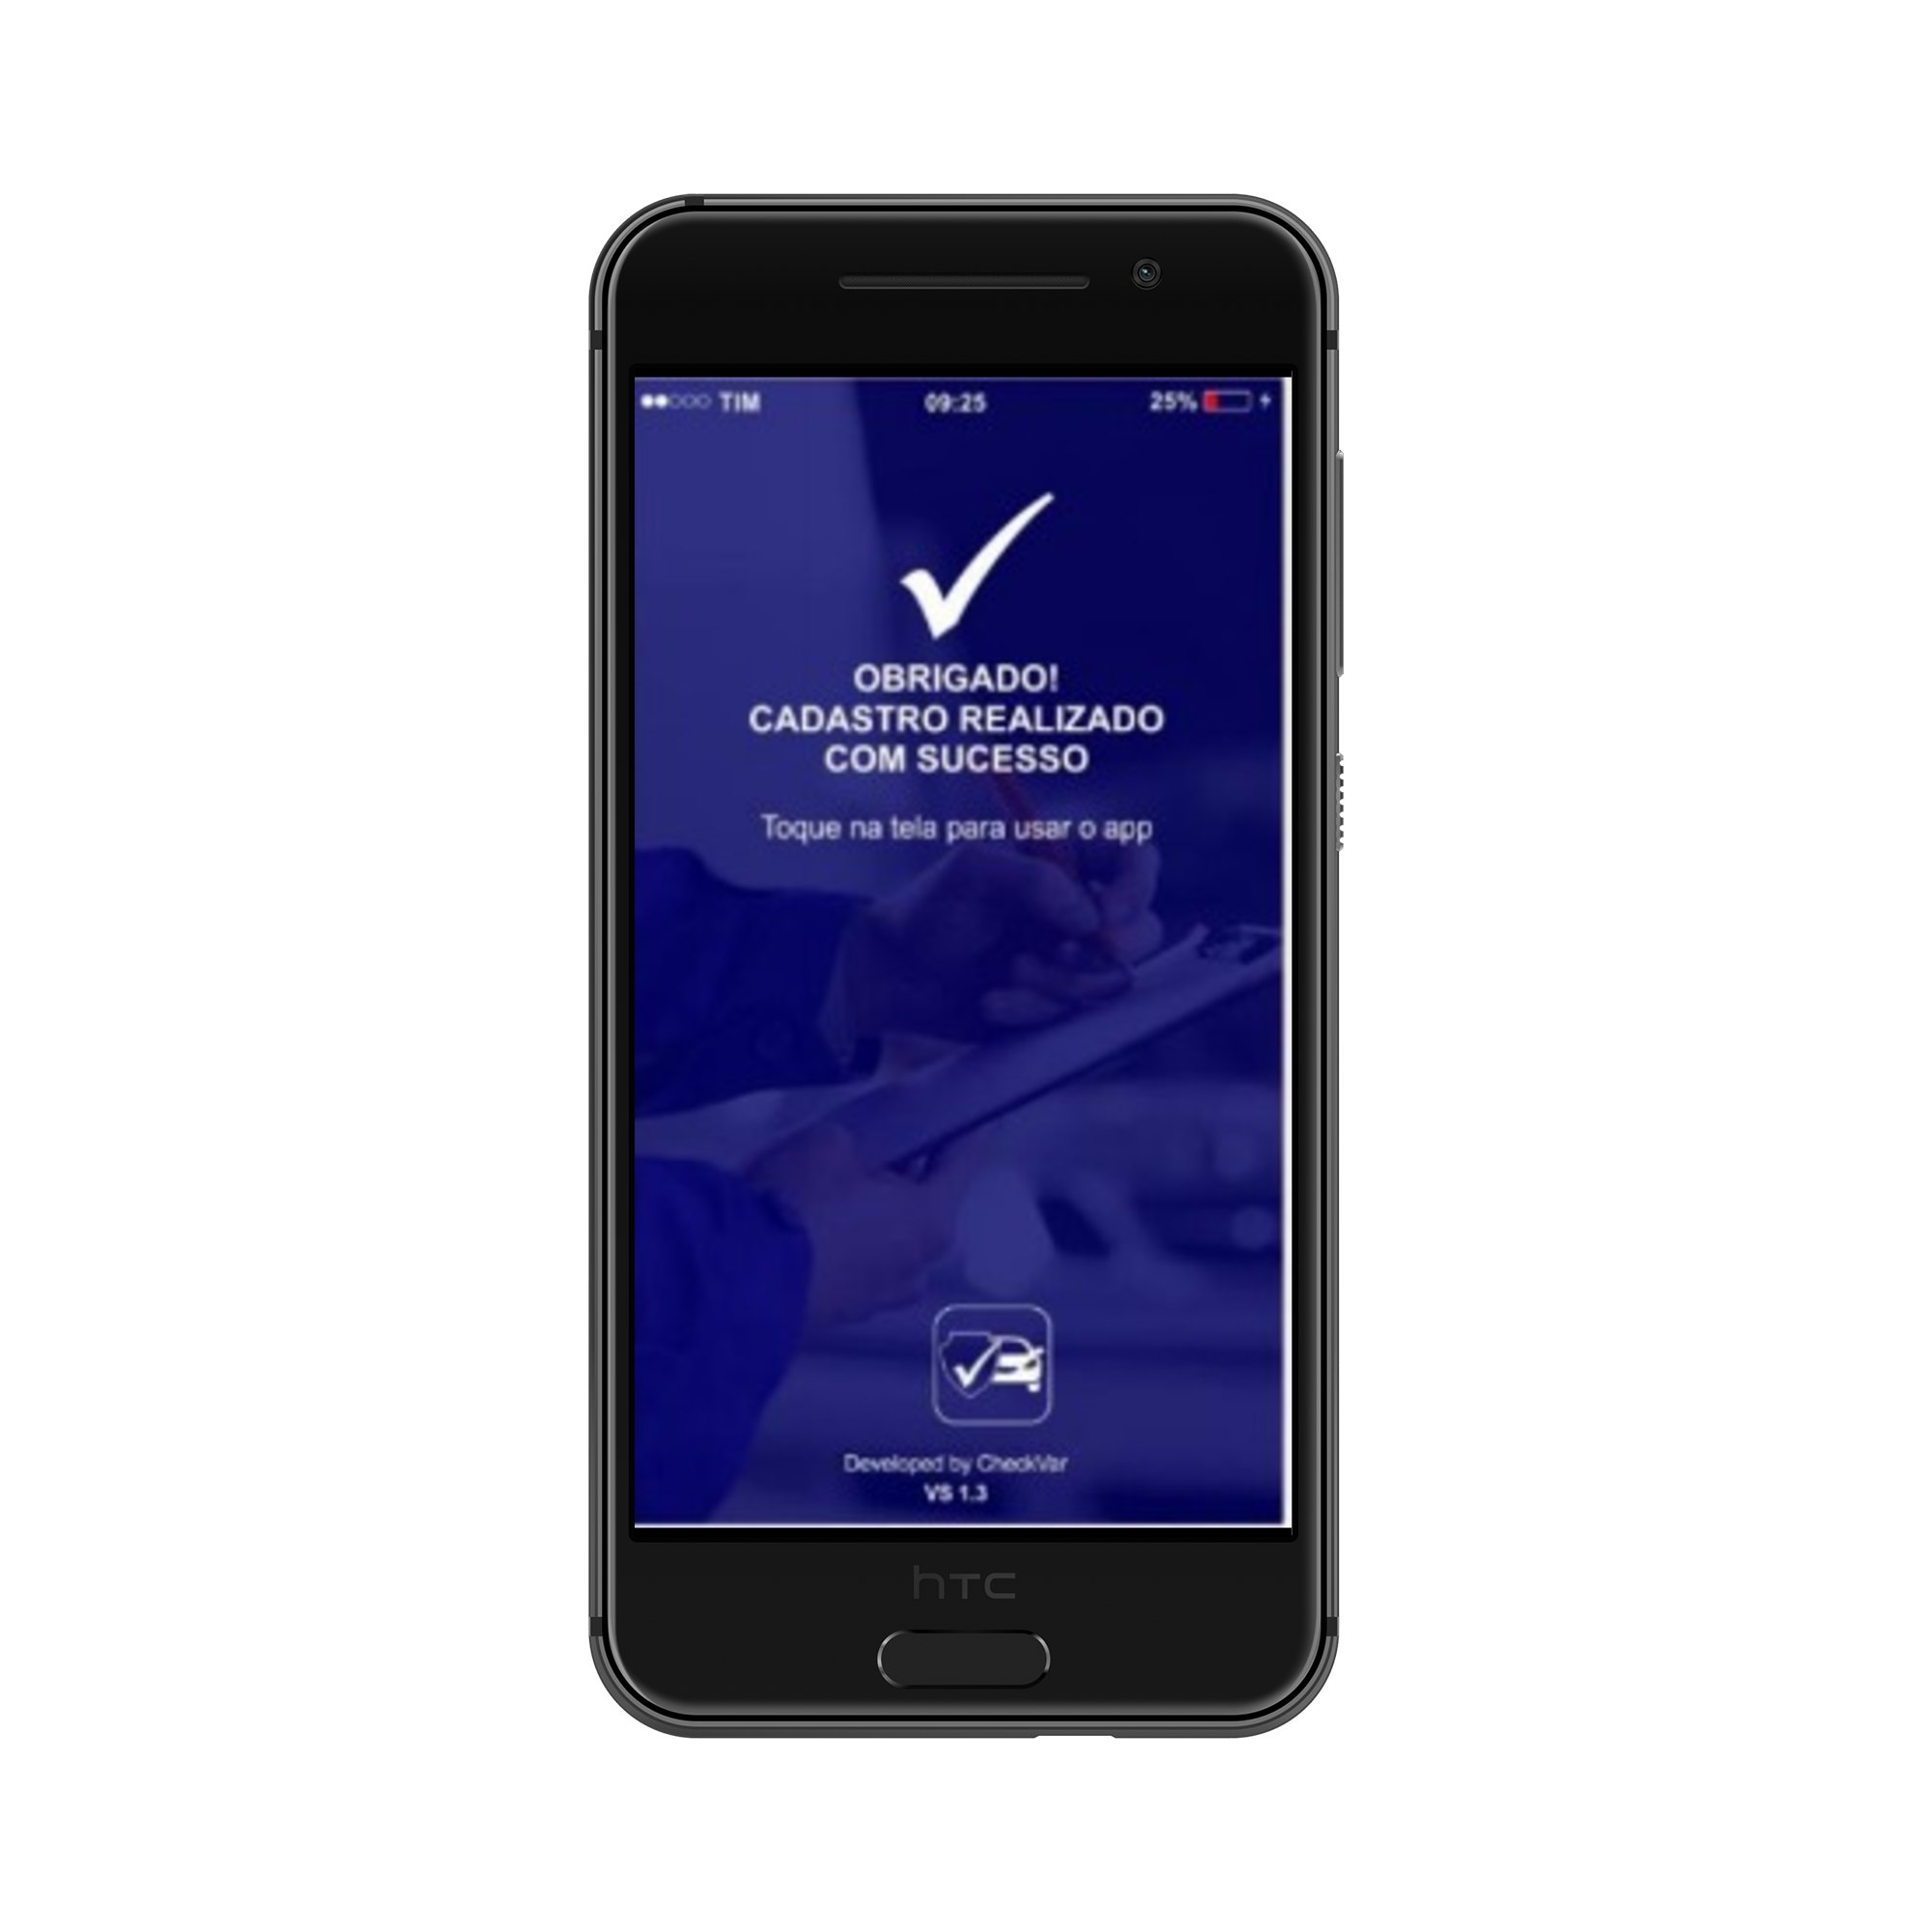 TIM 09:25 25%
OBRIGADO!
CADASTRO REALIZADO
COM SUCESSO
Toque na tela para usar o app
Developed by CheckVar
VS 1.3
hTC